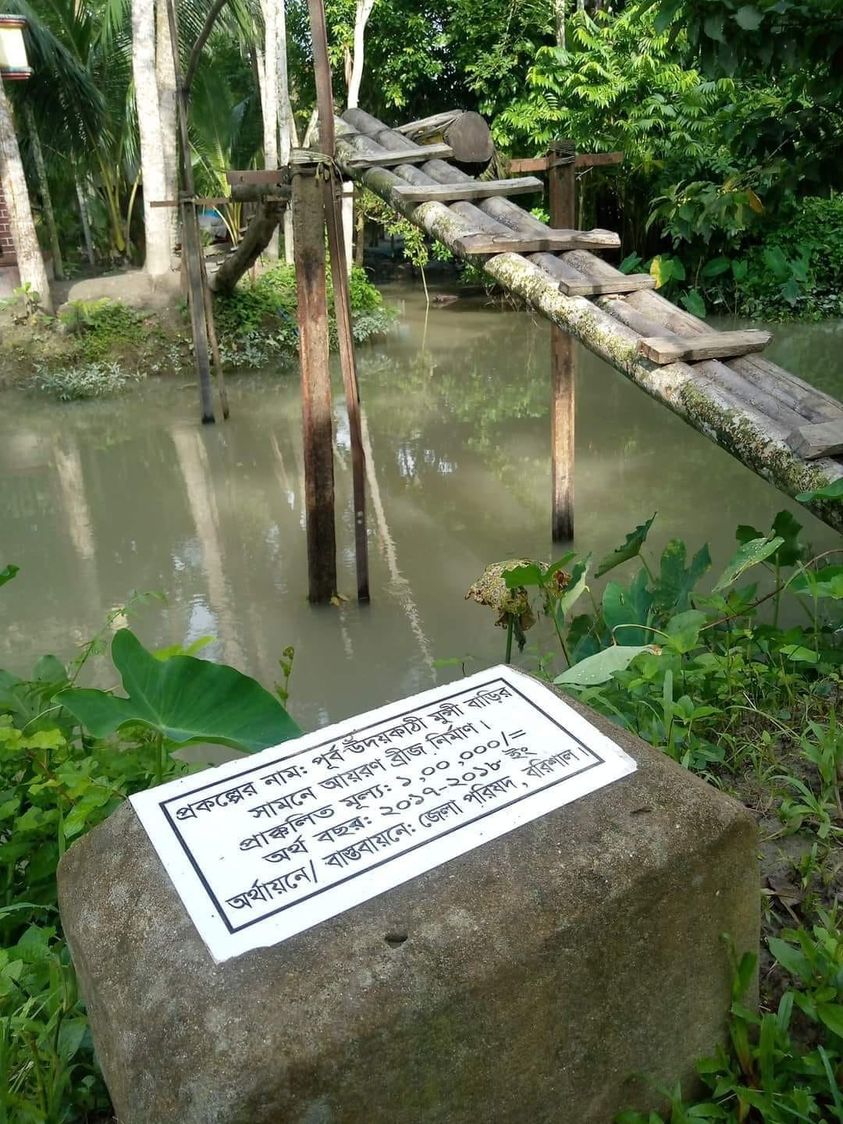 প্রকল্পের নাম: পূর্ব উদয়কাঠী মুন্সী বাড়ির
সামনে আয়রণ ব্রীজ নির্মাণ।
প্রাক্কলিত মূল্য: ১,০০,০০০/=
অর্থ বছর: ২০১৭-২০১৮ ইং
অর্থায়নে/ বাস্তবায়নে: জেলা পরিষদ, বরিশাল।